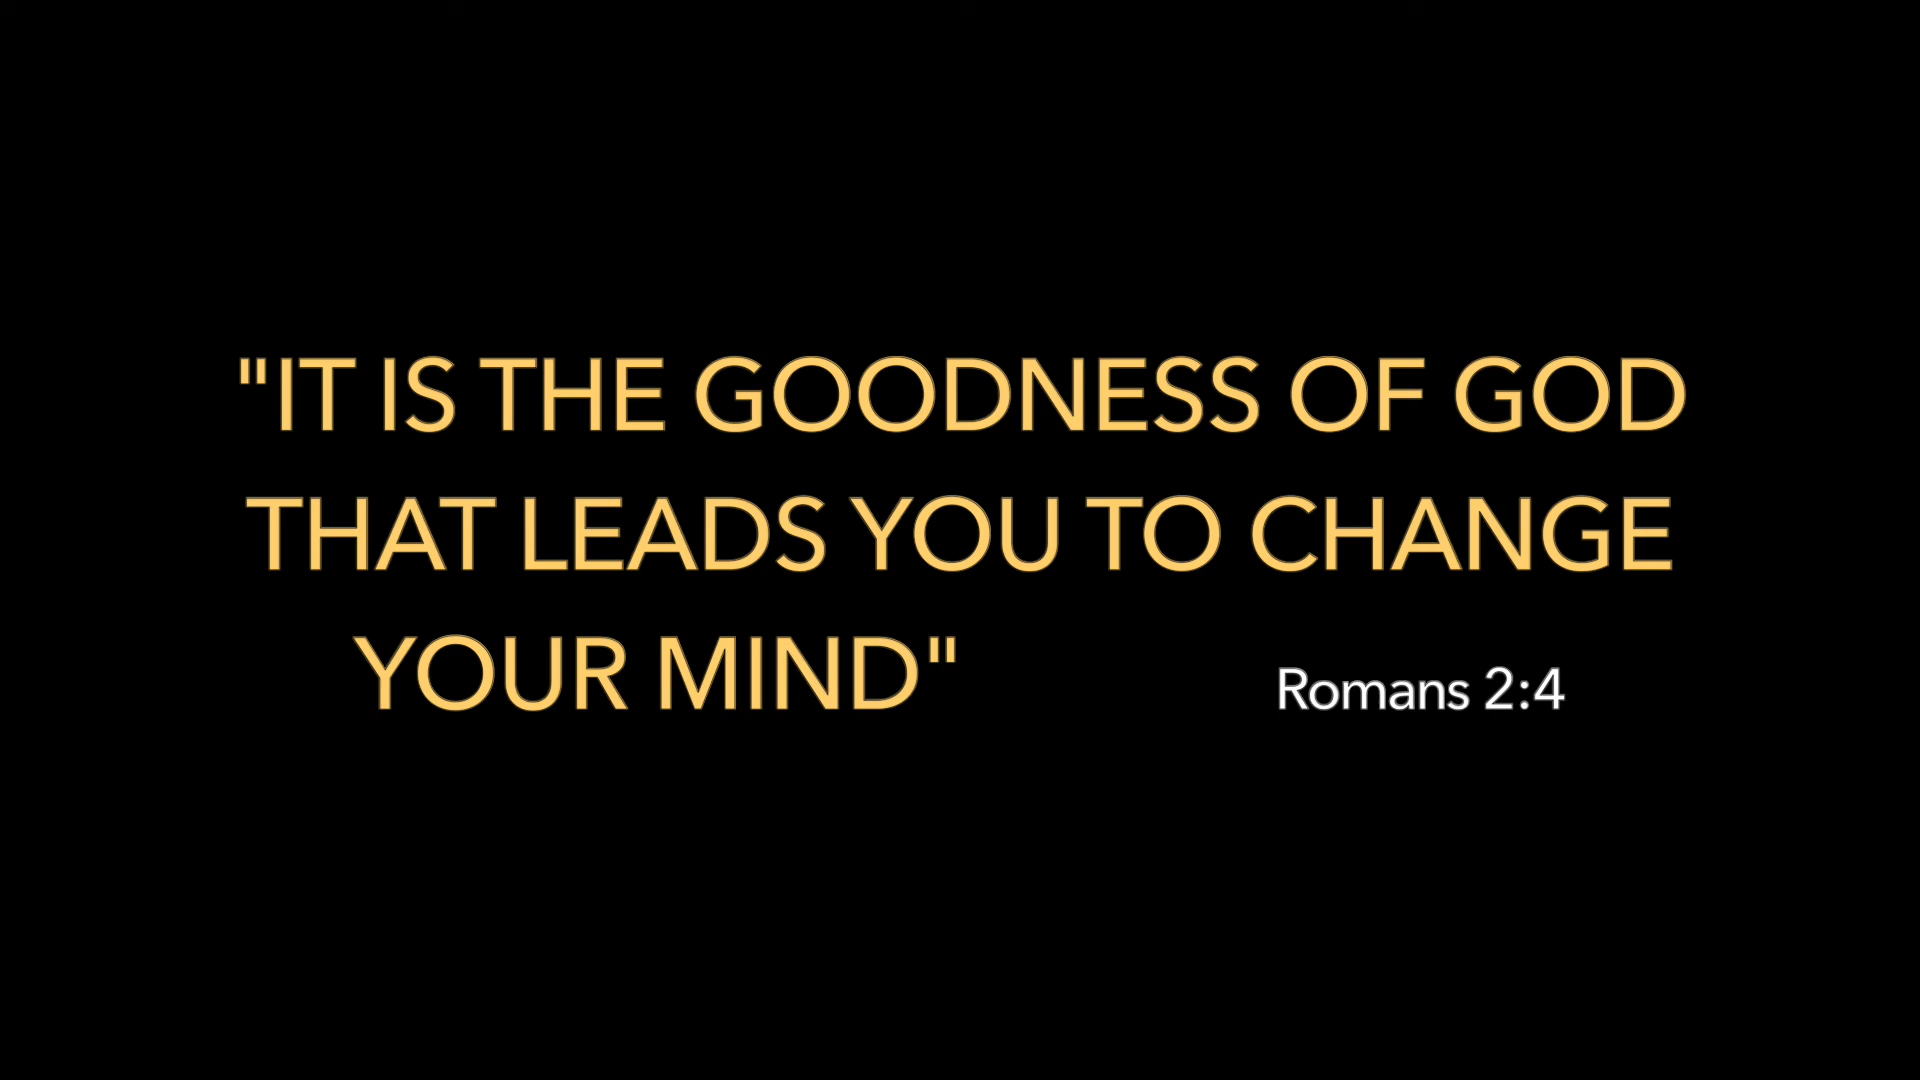 "IT IS THE GOODNESS OF GOD
THAT LEADS YOU TO CHANGE
YOUR MIND" Romans 2:4